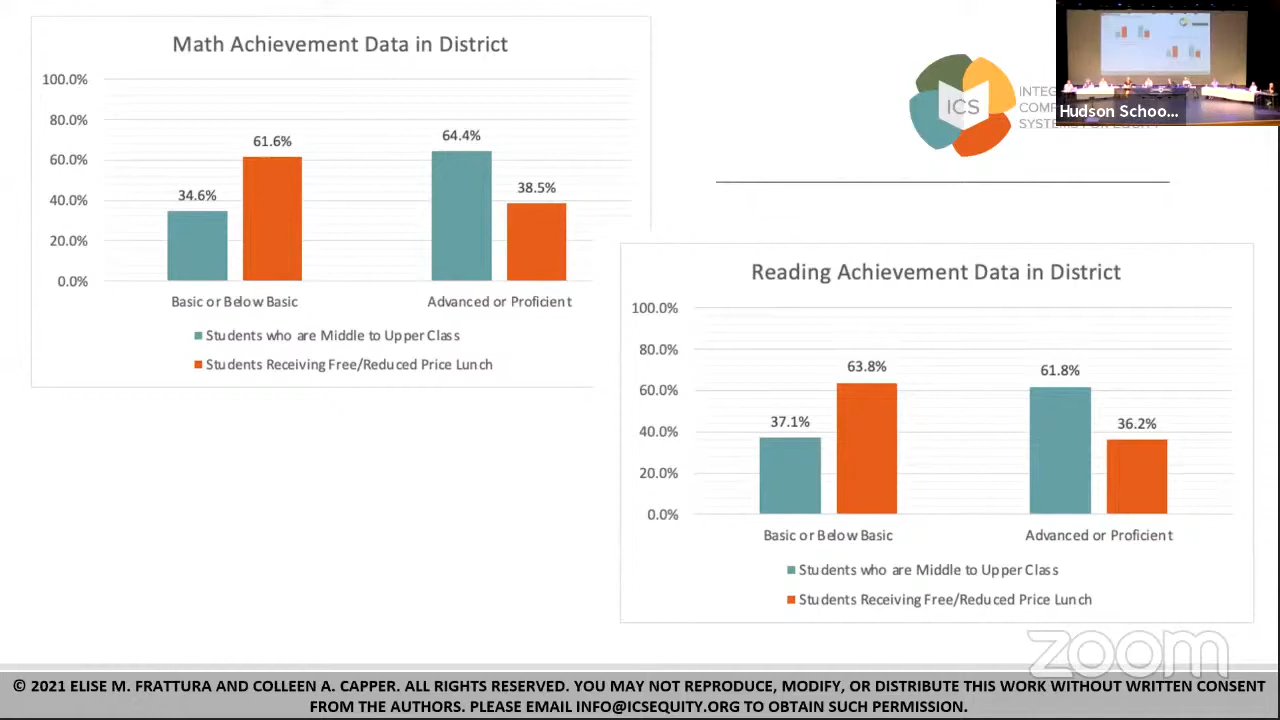 Math Achievement Data in District
100.0%
80.0%
60.0%
40.0%
20.0%
0.0%
34.6%
61.6%
64.4%
38.5%
Basic or Below Basic
Advanced or Proficient
Students who are Middle to Upper Class
Students Receiving Free/Reduced Price Lunch
ICS
SYSTEMS FOR EQUITY
Hudson Schoo...
Reading Achievement Data in District
100.0%
80.0%
60.0%
40.0%
20.0%
0.0%
37.1%
63.8%
61.8%
36.2%
Basic or Below Basic
Advanced or Proficient
Students who are Middle to Upper Class
Students Receiving Free/Reduced Price Lunch
zoom
© 2021 ELISE M. FRATTURA AND COLLEEN A. CAPPER. ALL RIGHTS RESERVED. YOU MAY NOT REPRODUCE, MODIFY, OR DISTRIBUTE THIS WORK WITHOUT WRITTEN CONSENT
FROM THE AUTHORS. PLEASE EMAIL INFO@ICSEQUITY.ORG TO OBTAIN SUCH PERMISSION.